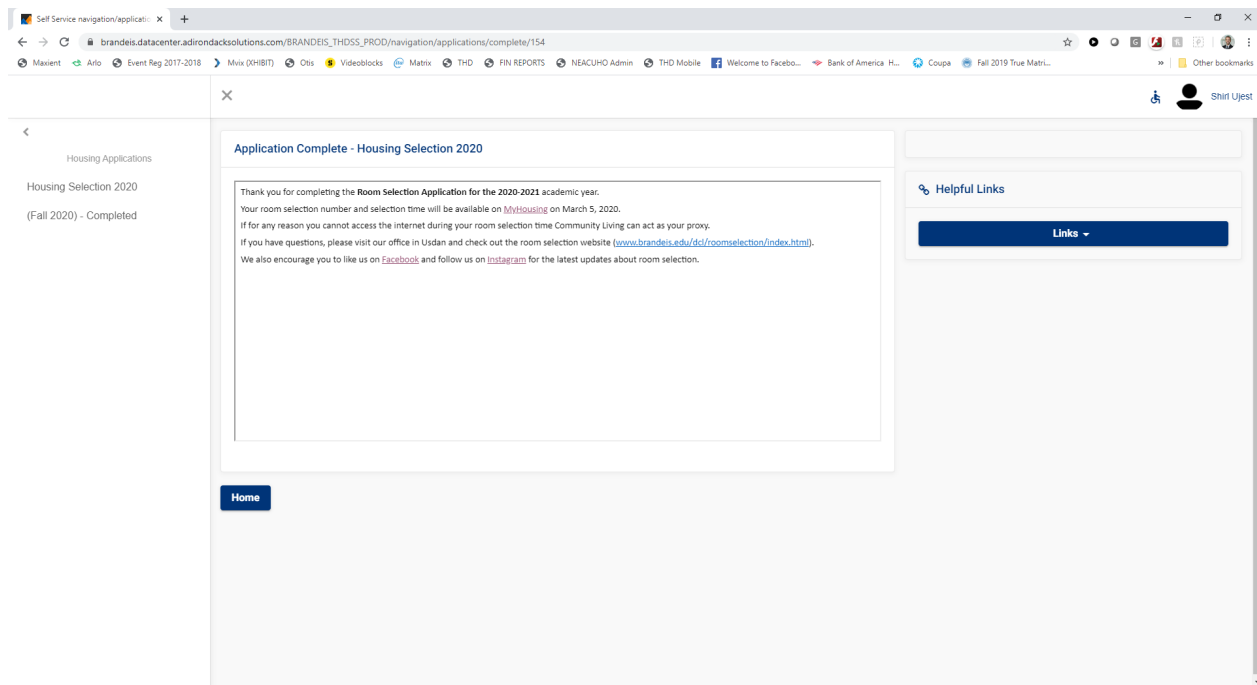 Self Service navigation/applicatio
brandeis.datacenter.adirondacksolutions.com/BRANDEIS_THDSS_PROD/navigation/applications/complete/154
Maxient Arlo Event Reg 2017-2018 Mvix (XHIBIT) Otis Videoblocks Matrix THD FIN REPORTS NEACUHO Admin THD Mobile Welcome to Facebo... Bank of America H... Coupa Fall 2019 True Matri... » Other bookmarks
Shirl Ujest
Housing Applications
Housing Selection 2020
(Fall 2020) - Completed
Application Complete - Housing Selection 2020
Thank you for completing the Room Selection Application for the 2020-2021 academic year.
Your room selection number and selection time will be available on MyHousing on March 5, 2020.
If for any reason you cannot access the internet during your room selection time Community Living can act as your proxy.
If you have questions, please visit our office in Usdan and check out the room selection website (www.brandeis.edu/dcl/roomselection/index.html).
We also encourage you to like us on Facebook and follow us on Instagram for the latest updates about room selection.
Home
Helpful Links
Links